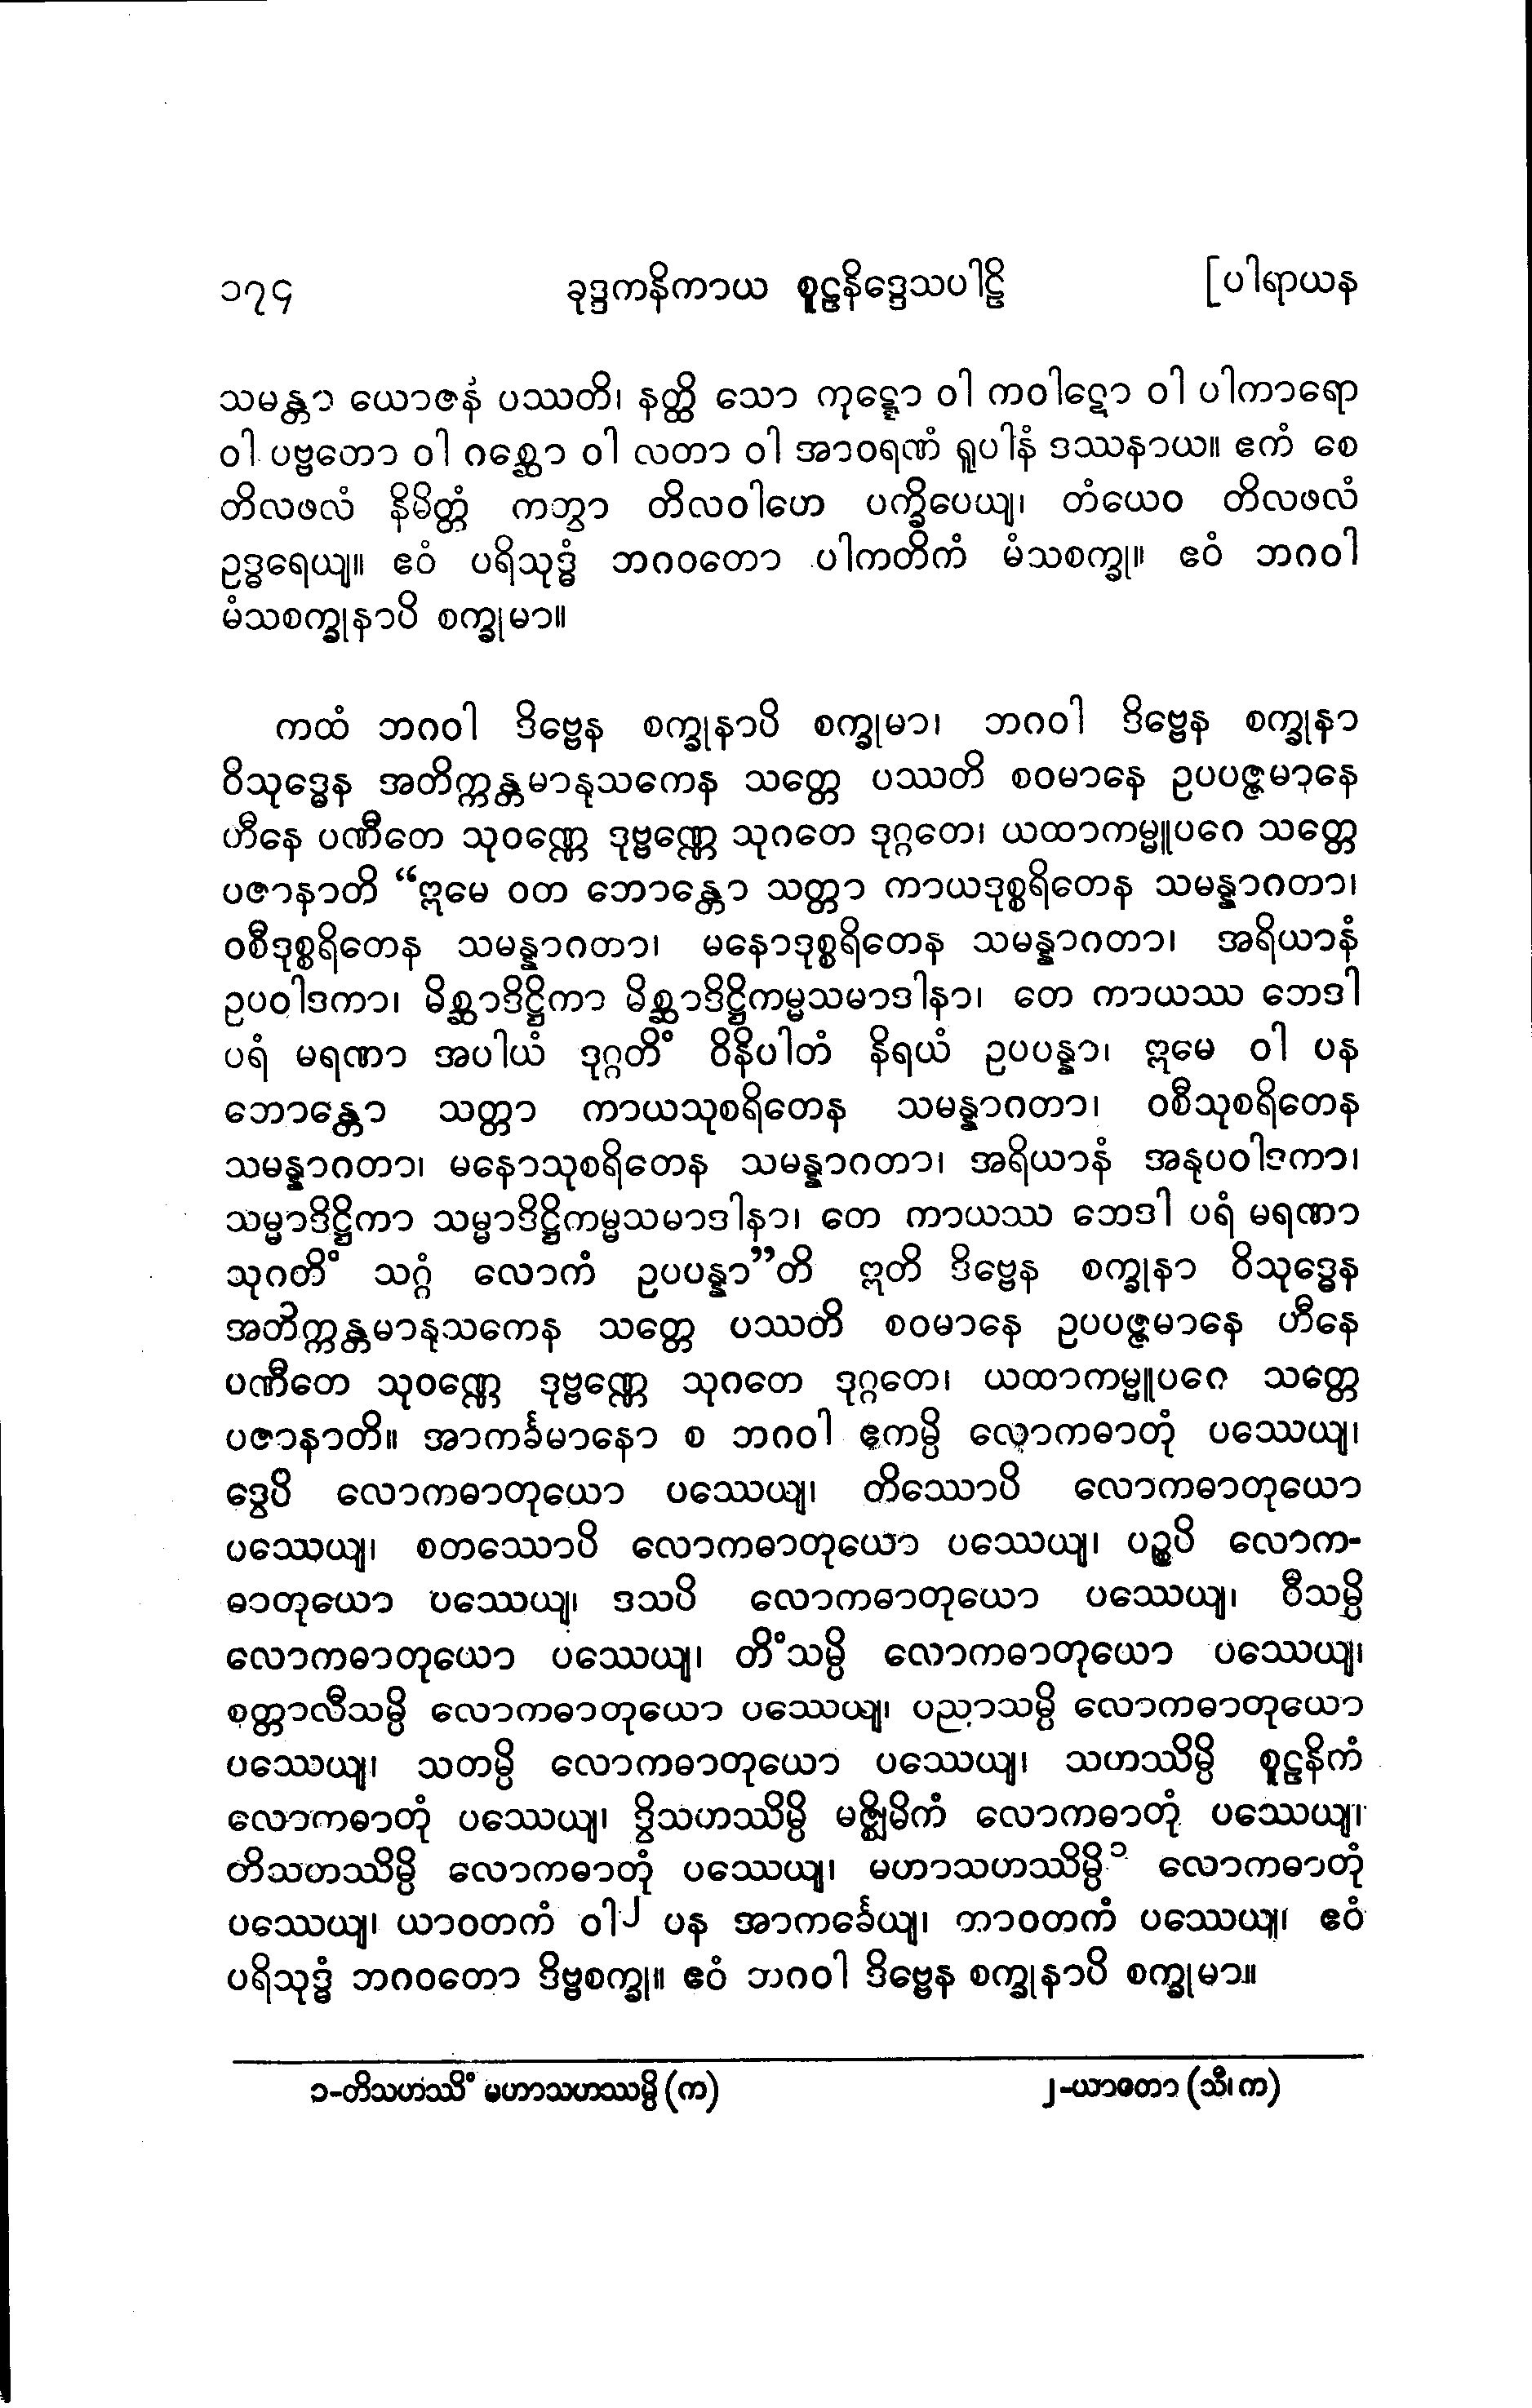 ၁၇၄ ခုဒ္ဒကနိကာယ စူဠနိဒ္ဒေသပါဠိ [ပါရာယန
သမန္တာ ယောဇနံ ပဿတိ၊ နတ္ထိ သော ကုဋ္ဋော ဝါ ကဝါဋော ဝါ ပါကာရော
ဝါ ပဗ္ဗတော ဝါ ဂစ္ဆော ဝါ လတာ ဝါ အာဝရဏံ ရူပါနံ ဒဿနာယ။ ဧကံ စေ
တိလဖလံ နိမိတ္တံ ကတွာ တိလဝါဟေ ပက္ခိပေယျ၊ တံယေဝ တိလဖလံ
ဥဒ္ဓရေယျ။ ဧဝံ ပရိသုဒ္ဓံ ဘဂဝတော ပါကတိကံ မံသစက္ခု။ ဧဝံ ဘဂဝါ
မံသစက္ခုနာပိ စက္ခုမာ။
ကထံ ဘဂဝါ ဒိဗ္ဗေန စက္ခုနာပိ စက္ခုမာ၊ ဘဂဝါ ဒိဗ္ဗေန စက္ခုနာ
ဝိသုဒ္ဓေန အတိက္ကန္တမာနုသကေန သတ္တေ ပဿတိ စဝမာနေ ဥပပဇ္ဇမာနေ
ဟီနေ ပဏီတေ သုဝဏ္ဏေ ဒုဗ္ဗဏ္ဏေ သုဂတေ ဒုဂ္ဂတေ၊ ယထာကမ္မူပဂေ သတ္တေ
ပဇာနာတိ “ဣမေ ဝတ ဘောန္တော သတ္တာ ကာယဒုစ္စရိတေန သမန္နာဂတာ၊
ဝစီဒုစ္စရိတေန သမန္နာဂတာ၊ မနောဒုစ္စရိတေန သမန္နာဂတာ၊ အရိယာနံ
ဥပဝါဒကာ၊ မိစ္ဆာဒိဋ္ဌိကာ မိစ္ဆာဒိဋ္ဌိကမ္မသမာဒါနာ၊ တေ ကာယဿ ဘေဒါ
ပရံ မရဏာ အပါယံ ဒုဂ္ဂတိံ ဝိနိပါတံ နိရယံ ဥပပန္နာ၊ ဣမေ ဝါ ပန
ဘောန္တော သတ္တာ ကာယသုစရိတေန သမန္နာဂတာ၊ ဝစီသုစရိတေန
သမန္နာဂတာ၊ မနောသုစရိတေန သမန္နာဂတာ၊ အရိယာနံ အနုပဝါဒကာ၊
သမ္မာဒိဋ္ဌိကာ သမ္မာဒိဋ္ဌိကမ္မသမာဒါနာ၊ တေ ကာယဿ ဘေဒါ ပရံ မရဏာ
သုဂတိံ သဂ္ဂံ လောကံ ဥပပန္နာ”တိ ဣတိ ဒိဗ္ဗေန စက္ခုနာ ဝိသုဒ္ဓေန
အတိက္ကန္တမာနုသကေန သတ္တေ ပဿတိ စဝမာနေ ဥပပဇ္ဇမာနေ ဟီနေ
ပဏီတေ သုဝဏ္ဏေ ဒုဗ္ဗဏ္ဏေ သုဂတေ ဒုဂ္ဂတေ၊ ယထာကမ္မူပဂေ သတ္တေ
ပဇာနာတိ။ အာကင်္ခမာနော စ ဘဂဝါ ဧကမ္ပိ လောကဓာတုံ ပဿေယျ၊
ဒွေပိ လောကဓာတုယော ပဿေယျ၊ တိဿောပိ လောကဓာတုယော
ပဿေယျ၊ စတဿောပိ လောကဓာတုယော ပဿေယျ၊ ပဉ္စပိ လောက-
ဓာတုယော ပဿေယျ၊ ဒသပိ လောကဓာတုယော ပဿေယျ၊ ဝီသမ္ပိ
လောကဓာတုယော ပဿေယျ၊ တိံသမ္ပိ လောကဓာတုယော ပဿေယျ၊
စတ္တာလီသမ္ပိ လောကဓာတုယော ပဿေယျ၊ ပညာသမ္ပိ လောကဓာတုယော
ပဿေယျ၊ သတမ္ပိ လောကဓာတုယော ပဿေယျ၊ သဟဿိမ္ပိ စူဠနိကံ
လောကဓာတုံ ပဿေယျ၊ ဒွိသဟဿိမ္ပိ မဇ္ဈိမိကံ လောကဓာတုံ ပဿေယျ၊
တိသဟဿိမ္ပိ လောကဓာတုံ ပဿေယျ၊ မဟာသဟဿိမ္ပိ၁ လောကဓာတုံ
ပဿေယျ၊ ယာဝတကံ ဝါ၂ ပန အာကင်္ခေယျ၊ တာဝတကံ ပဿေယျ၊ ဧဝံ
ပရိသုဒ္ဓံ ဘဂဝတော ဒိဗ္ဗစက္ခု။ ဧဝံ ဘဂဝါ ဒိဗ္ဗေန စက္ခုနာပိ စက္ခုမာ။
၁-တိသဟဿိံ မဟာသဟဿမ္ပိ (က) ၂-ယာဝတာ (သီ၊ က)